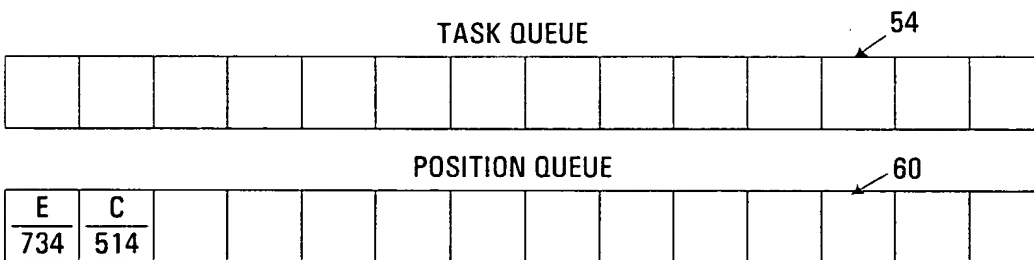 TASK QUEUE
54
POSITION QUEUE
60
E C
734 514